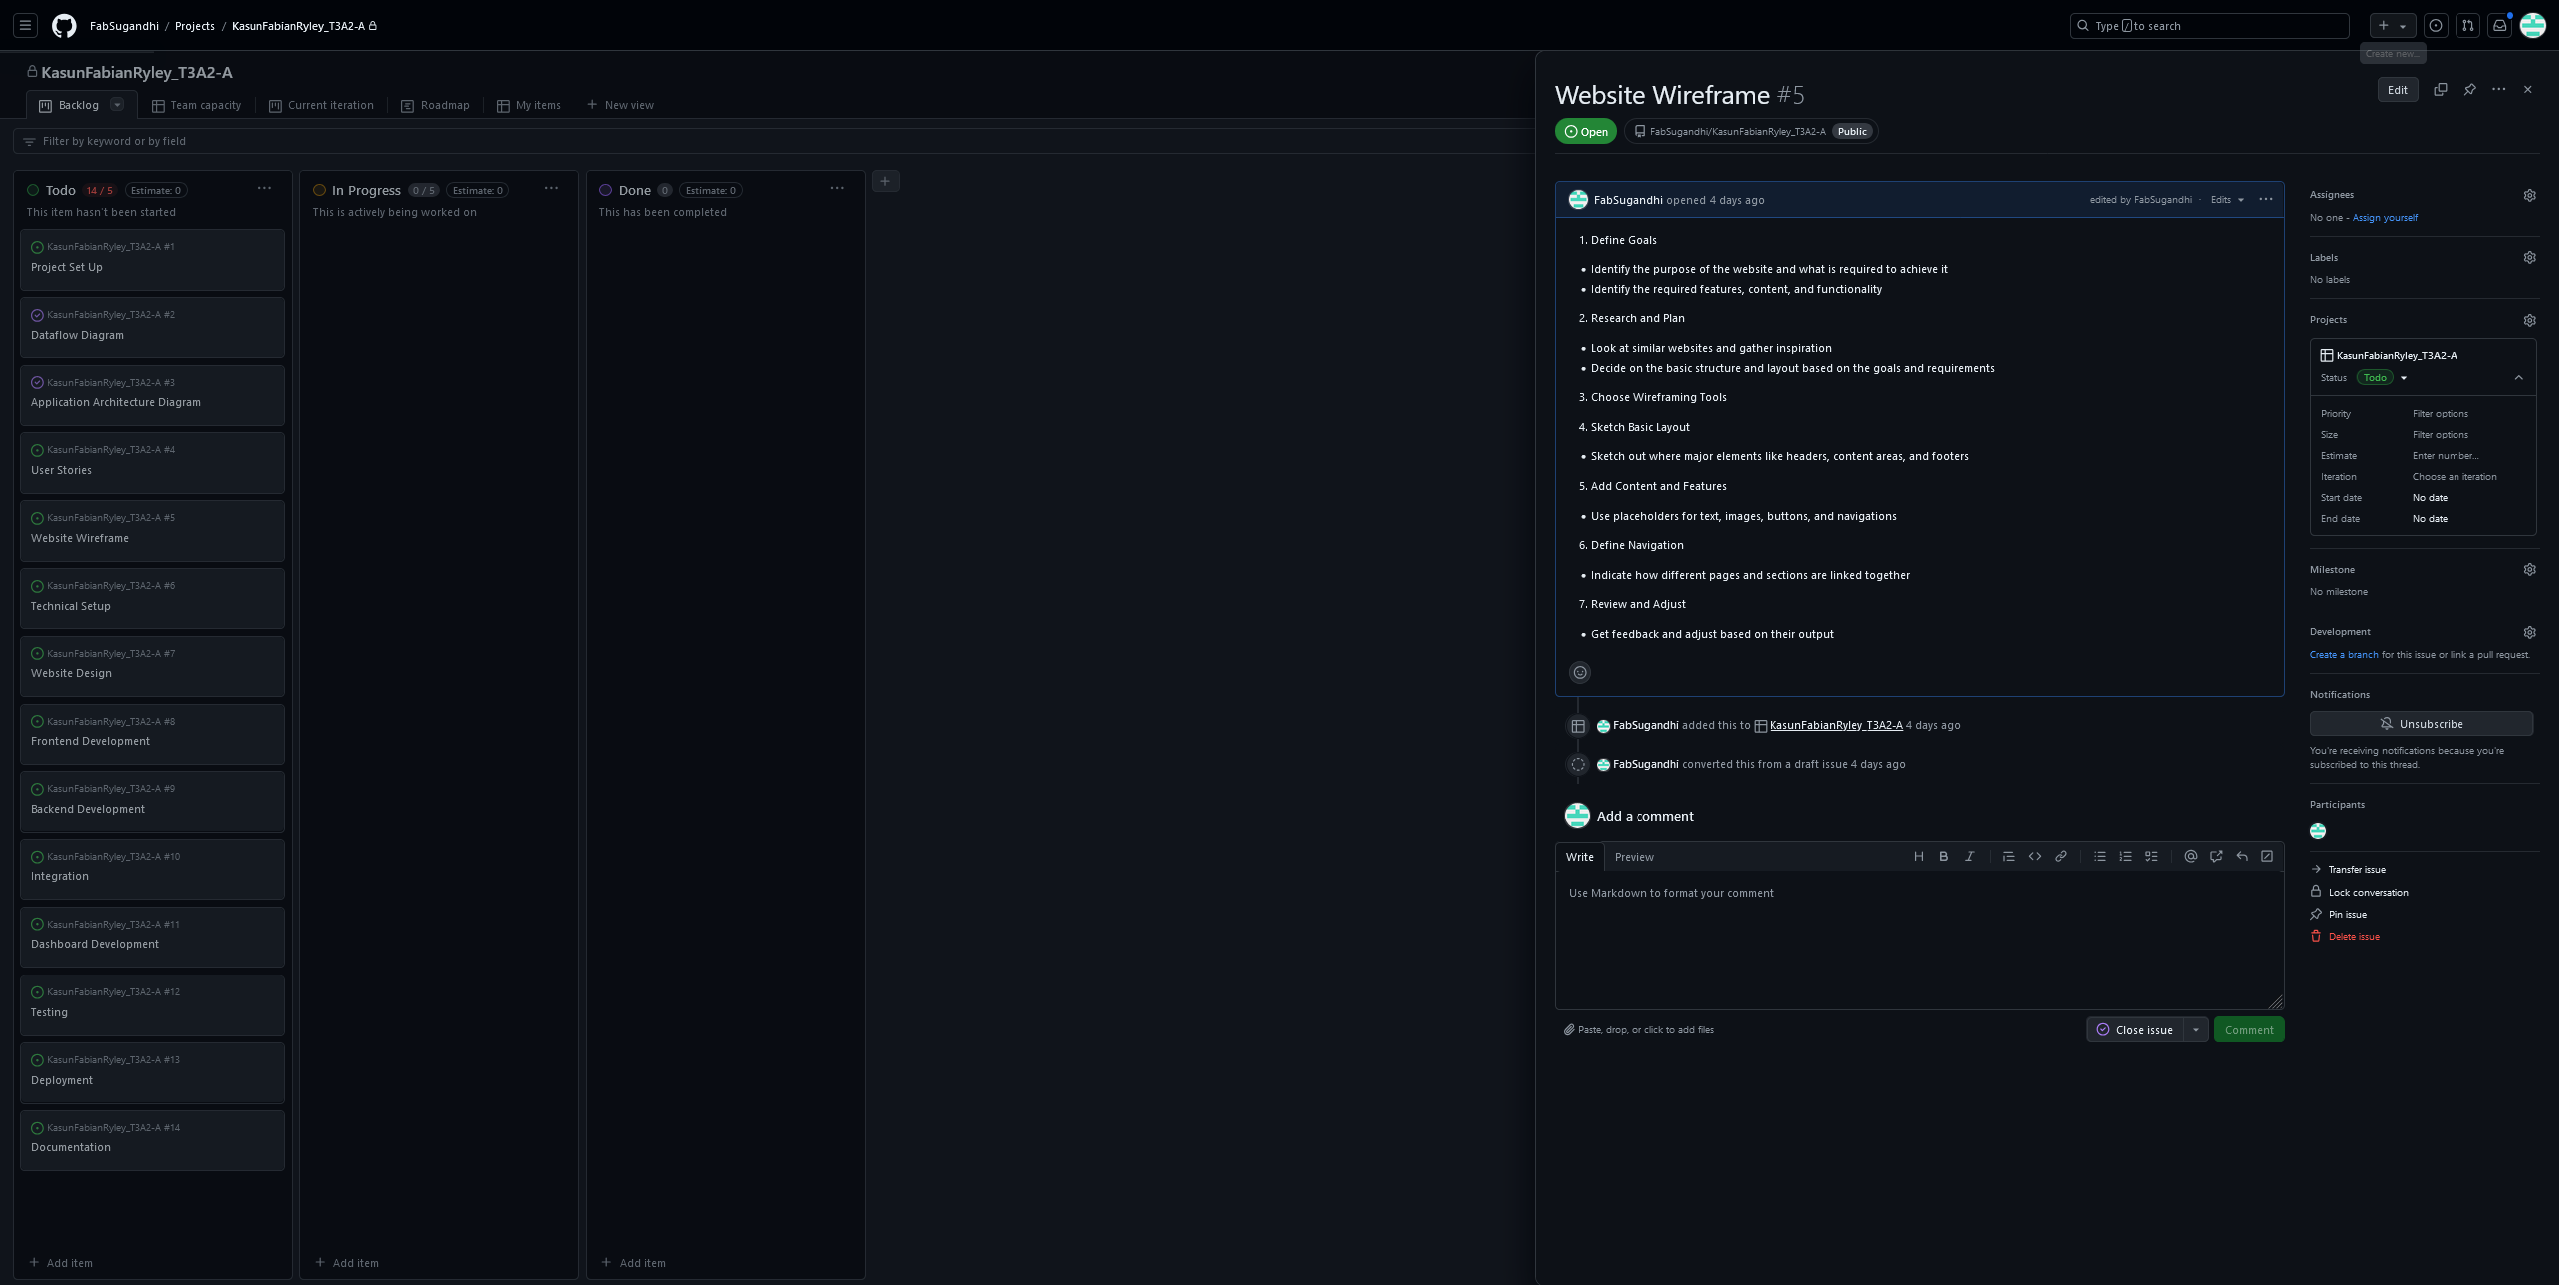 FabSugandhi / Projects / KasunFabianRyley_T3A2-A
Type / to search
Create new...
KasunFabianRyley_T3A2-A
Backlog
Team capacity
Current iteration
Roadmap
My items
New view
Filter by keyword or by field
Todo 14 / 5 Estimate: 0
This item hasn't been started
KasunFabianRyley_T3A2-A #1
Project Set Up
KasunFabianRyley_T3A2-A #2
Dataflow Diagram
KasunFabianRyley_T3A2-A #3
Application Architecture Diagram
KasunFabianRyley_T3A2-A #4
User Stories
KasunFabianRyley_T3A2-A #5
Website Wireframe
KasunFabianRyley_T3A2-A #6
Technical Setup
KasunFabianRyley_T3A2-A #7
Website Design
KasunFabianRyley_T3A2-A #8
Frontend Development
KasunFabianRyley_T3A2-A #9
Backend Development
KasunFabianRyley_T3A2-A #10
Integration
KasunFabianRyley_T3A2-A #11
Dashboard Development
KasunFabianRyley_T3A2-A #12
Testing
KasunFabianRyley_T3A2-A #13
Deployment
KasunFabianRyley_T3A2-A #14
Documentation
+ Add item
In Progress 0 / 5 Estimate: 0
This is actively being worked on
+ Add item
Done 0 Estimate: 0
This has been completed
+ Add item
Website Wireframe #5
Edit
Open
FabSugandhi/KasunFabianRyley_T3A2-A Public
FabSugandhi opened 4 days ago
edited by FabSugandhi · Edits
1. Define Goals
• Identify the purpose of the website and what is required to achieve it
• Identify the required features, content, and functionality
2. Research and Plan
• Look at similar websites and gather inspiration
• Decide on the basic structure and layout based on the goals and requirements
3. Choose Wireframing Tools
4. Sketch Basic Layout
• Sketch out where major elements like headers, content areas, and footers
5. Add Content and Features
• Use placeholders for text, images, buttons, and navigations
6. Define Navigation
• Indicate how different pages and sections are linked together
7. Review and Adjust
• Get feedback and adjust based on their output
FabSugandhi added this to KasunFabianRyley_T3A2-A 4 days ago
FabSugandhi converted this from a draft issue 4 days ago
Add a comment
Write
Preview
Use Markdown to format your comment
Paste, drop, or click to add files
Close issue
Comment
Assignees
No one - Assign yourself
Labels
No labels
Projects
KasunFabianRyley_T3A2-A
Status Todo
Priority Filter options
Size Filter options
Estimate Enter number...
Iteration Choose an iteration
Start date No date
End date No date
Milestone
No milestone
Development
Create a branch for this issue or link a pull request.
Notifications
Unsubscribe
You're receiving notifications because you're
subscribed to this thread.
Participants
Transfer issue
Lock conversation
Pin issue
Delete issue